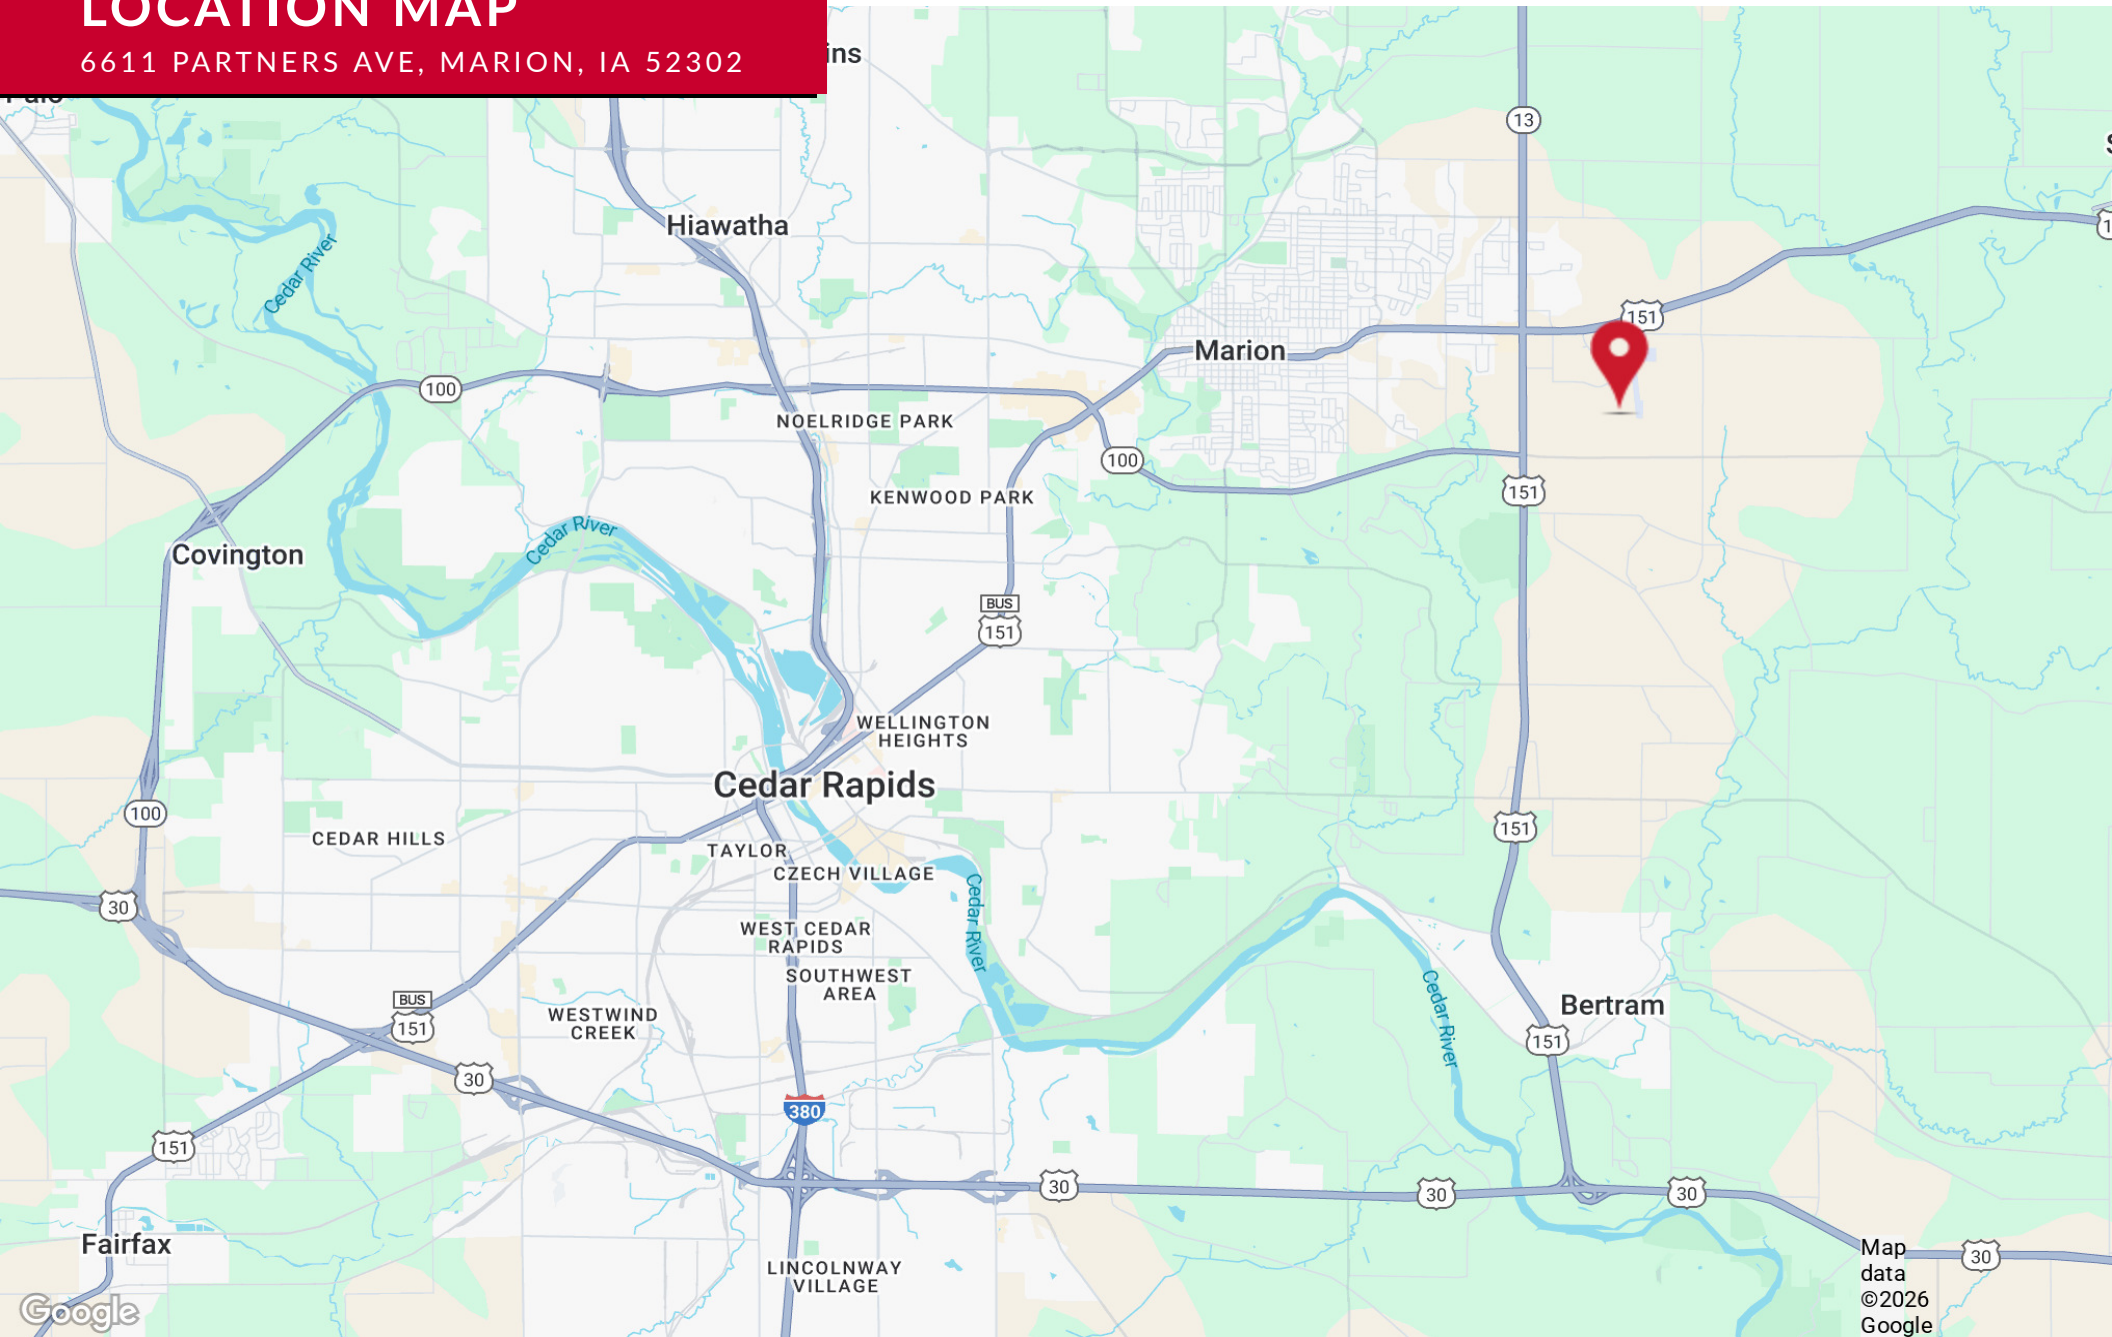 LOCATION MAP
6611 PARTNERS AVE, MARION, IA 52302
13
Hiawatha
Cedar River
151
Marion
100
NOELRIDGE PARK
100
151
KENWOOD PARK
Cedar River
Covington
BUS
151
WELLINGTON
HEIGHTS
Cedar Rapids
100
151
CEDAR HILLS
TAYLOR
CZECH VILLAGE
30
Cedar River
WEST CEDAR
RAPIDS
SOUTHWEST
AREA
BUS
151
WESTWIND
CREEK
Cedar River
Bertram
151
30
380
151
30
30
30
Fairfax
LINCOLNWAY
VILLAGE
30
Map
data
©2026
Google
Google